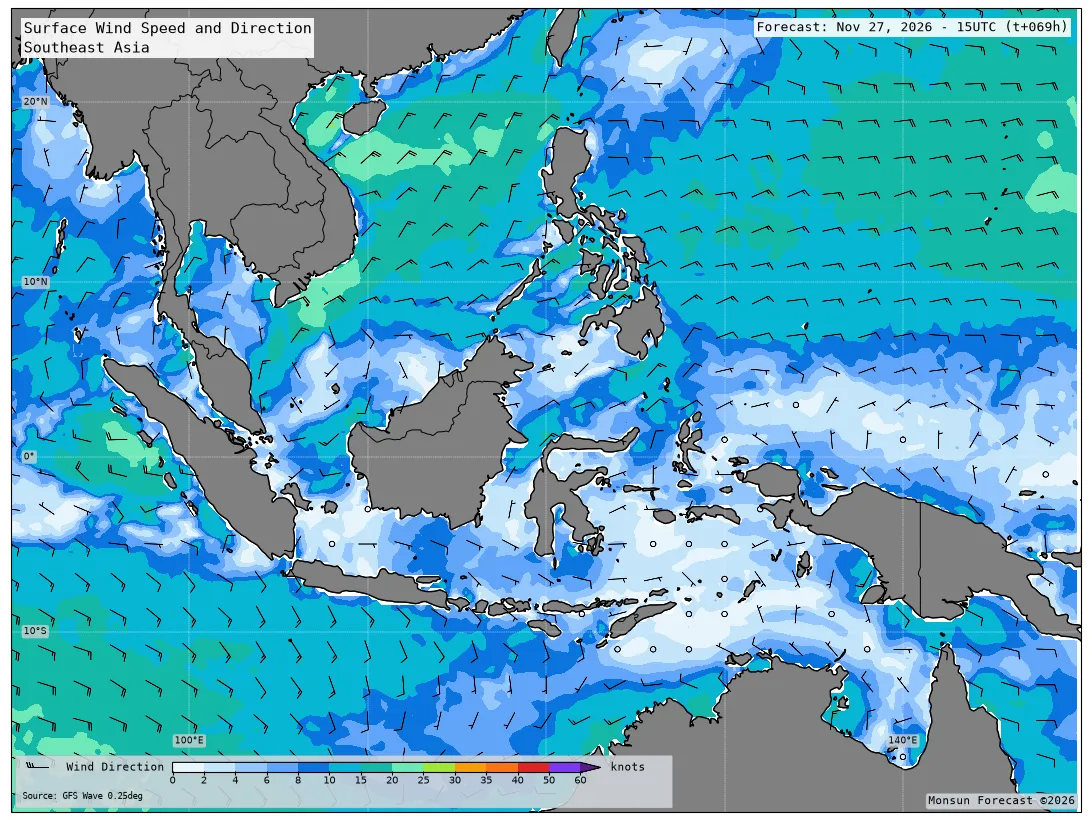 Surface Wind Speed and Direction
Southeast Asia
Forecast: Nov 27, 2026 - 15UTC (t+069h)
20°N
10°N
0°
10°S
100°E
140°E
Wind Direction
0 2 4 6 8 10 15 20 25 30 35 40 50 60
knots
Source: GFS Wave 0.25deg
Monsun Forecast ©2026